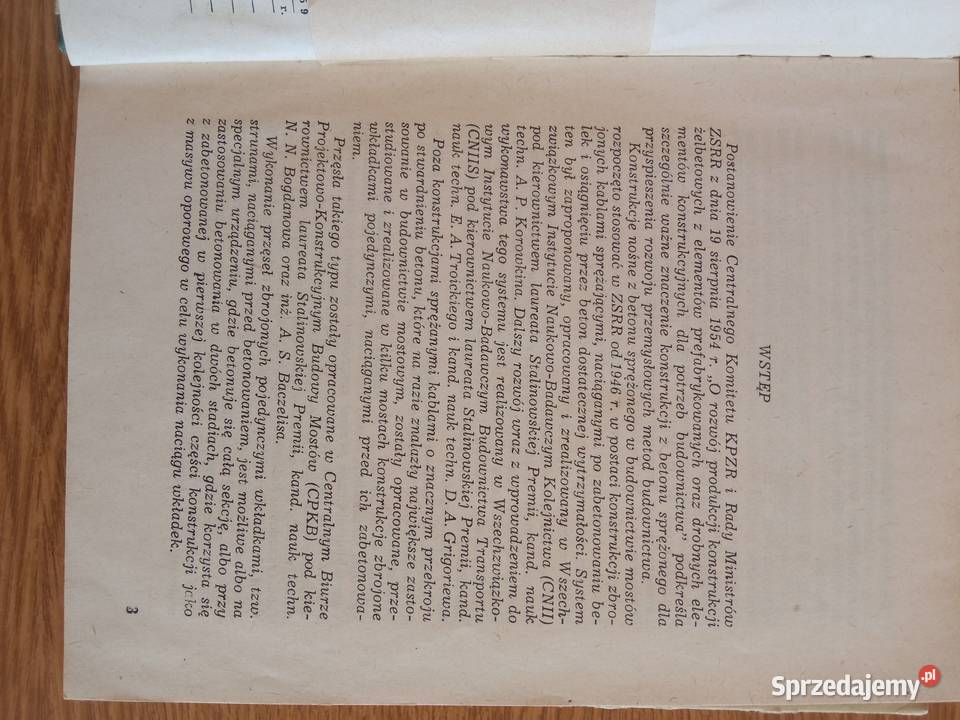 5 9
r.
WSTĘP
Postanowienie Centralnego Komitetu KPZR i Rady Ministrów
ZSRR z dnia 19 sierpnia 1954 r. „O rozwój produkcji konstrukcji
żelbetowych z elementów prefabrykowanych oraz drobnych ele-
mentów konstrukcyjnych dla potrzeb budownictwa" podkreśla
szczególnie ważne znaczenie konstrukcji z betonu sprężonego dla
przyspieszenia rozwoju przemysłowych metod budownictwa.
Konstrukcje nośne z betonu sprężonego w budownictwie mostów
rozpoczęto stosować w ZSRR od 1946 r. w postaci konstrukcji zbro-
jonych kablami sprężającymi, naciąganymi po zabetonowaniu be-
lek i osiągnięciu przez beton dostatecznej wytrzymałości. System
ten był zaproponowany, opracowany i zrealizowany w Wszech-
związkowym Instytucie Naukowo-Badawczym Kolejnictwa (CNII)
pod kierownictwem laureata Stalinowskiej Premii, kand. nauk
techn. A. P. Korowkina. Dalszy rozwój wraz z wprowadzeniem do
wykonawstwa tego systemu jest realizowany w Wszechzwiązko-
wym Instytucie Naukowo-Badawczym Budownictwa Transportu
(CNIIS) pod kierownictwem laureata Stalinowskiej Premii, kand.
nauk techn. E. A. Troickiego i kand. nauk techn. D. A. Grigoriewa.
Poza konstrukcjami sprężanymi kablami o znacznym przekroju
po stwardnieniu betonu, które na razie znalazły największe zasto-
sowanie w budownictwie mostowym, zostały opracowane, prze-
studiowane i zrealizowane w kilku mostach konstrukcje zbrojone
wkładkami pojedynczymi, naciąganymi przed ich zabetonowa-
niem.
Przęsła takiego typu zostały opracowane w Centralnym Biurze
Projektowo-Konstrukcyjnym Budowy Mostów (CPKB) pod kie-
rownictwem laureata Stalinowskiej Premii, kand. nauk techn.
N. N. Bogdanowa oraz inż. A. S. Baczelisa.
Wykonanie przęseł zbrojonych pojedynczymi wkładkami, tzw.
strunami, naciąganymi przed betonowaniem, jest możliwe albo na
specjalnym urządzeniu, gdzie betonuje się całą sekcję, albo przy
zastosowaniu betonowania w dwóch stadiach, gdzie korzysta się
z zabetonowanej w pierwszej kolejności części konstrukcji jako
z masywu oporowego w celu wykonania naciągu wkładek.
3
Sprzedajemy.pl